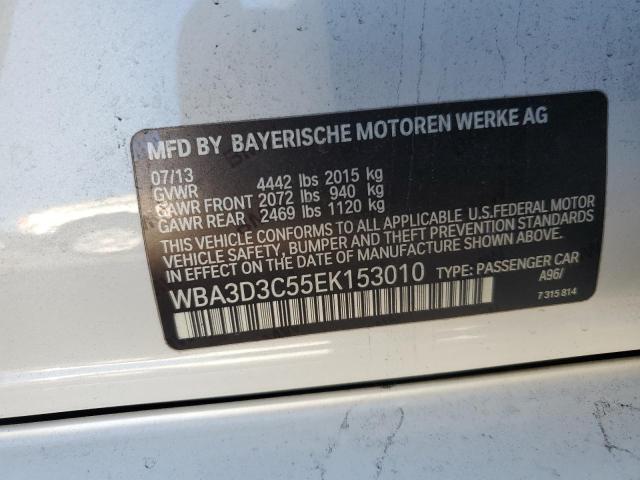 MFD BY BAYERISCHE MOTOREN WERKE AG
07/13
GVWR 4442 lbs 2015 kg
GAWR FRONT 2072 lbs 940 kg
GAWR REAR 2469 lbs 1120 kg
THIS VEHICLE CONFORMS TO ALL APPLICABLE U.S.FEDERAL MOTOR
VEHICLE SAFETY, BUMPER AND THEFT PREVENTION STANDARDS
IN EFFECT ON THE DATE OF MANUFACTURE SHOWN ABOVE.
WBA3D3C55EK153010 TYPE: PASSENGER CAR
A96/
7 315 814